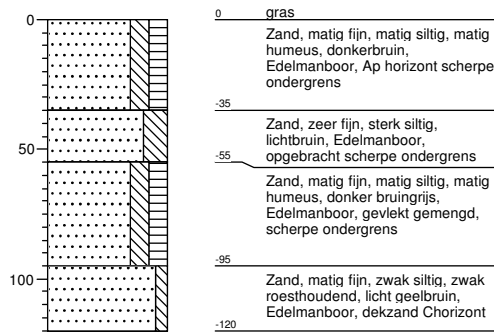 0
50
100
0
gras
Zand, matig fijn, matig siltig, matig
humeus, donkerbruin,
Edelmanboor, Ap horizont scherpe
ondergrens
-35
Zand, zeer fijn, sterk siltig,
lichtbruin, Edelmanboor,
opgebracht scherpe ondergrens
-55
Zand, matig fijn, matig siltig, matig
humeus, donker bruingrijs,
Edelmanboor, gevlekt gemengd,
scherpe ondergrens
-95
Zand, matig fijn, zwak siltig, zwak
roesthoudend, licht geelbruin,
Edelmanboor, dekzand Chorizont
-120